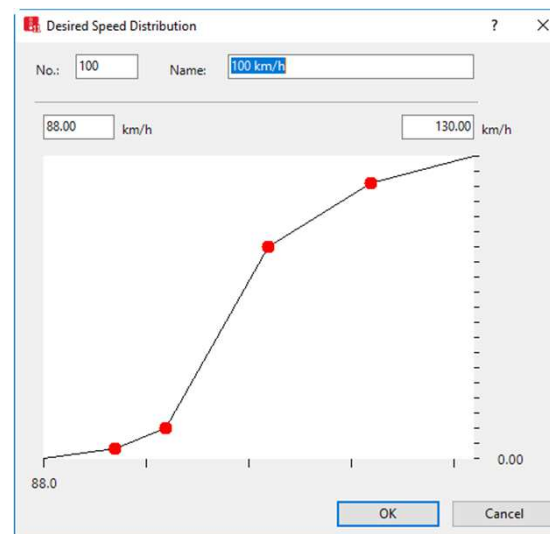 Desired Speed Distribution ?
No.: 100 Name: 100 km/h
88.00 km/h 130.00 km/h
0.00
88.0
OK Cancel